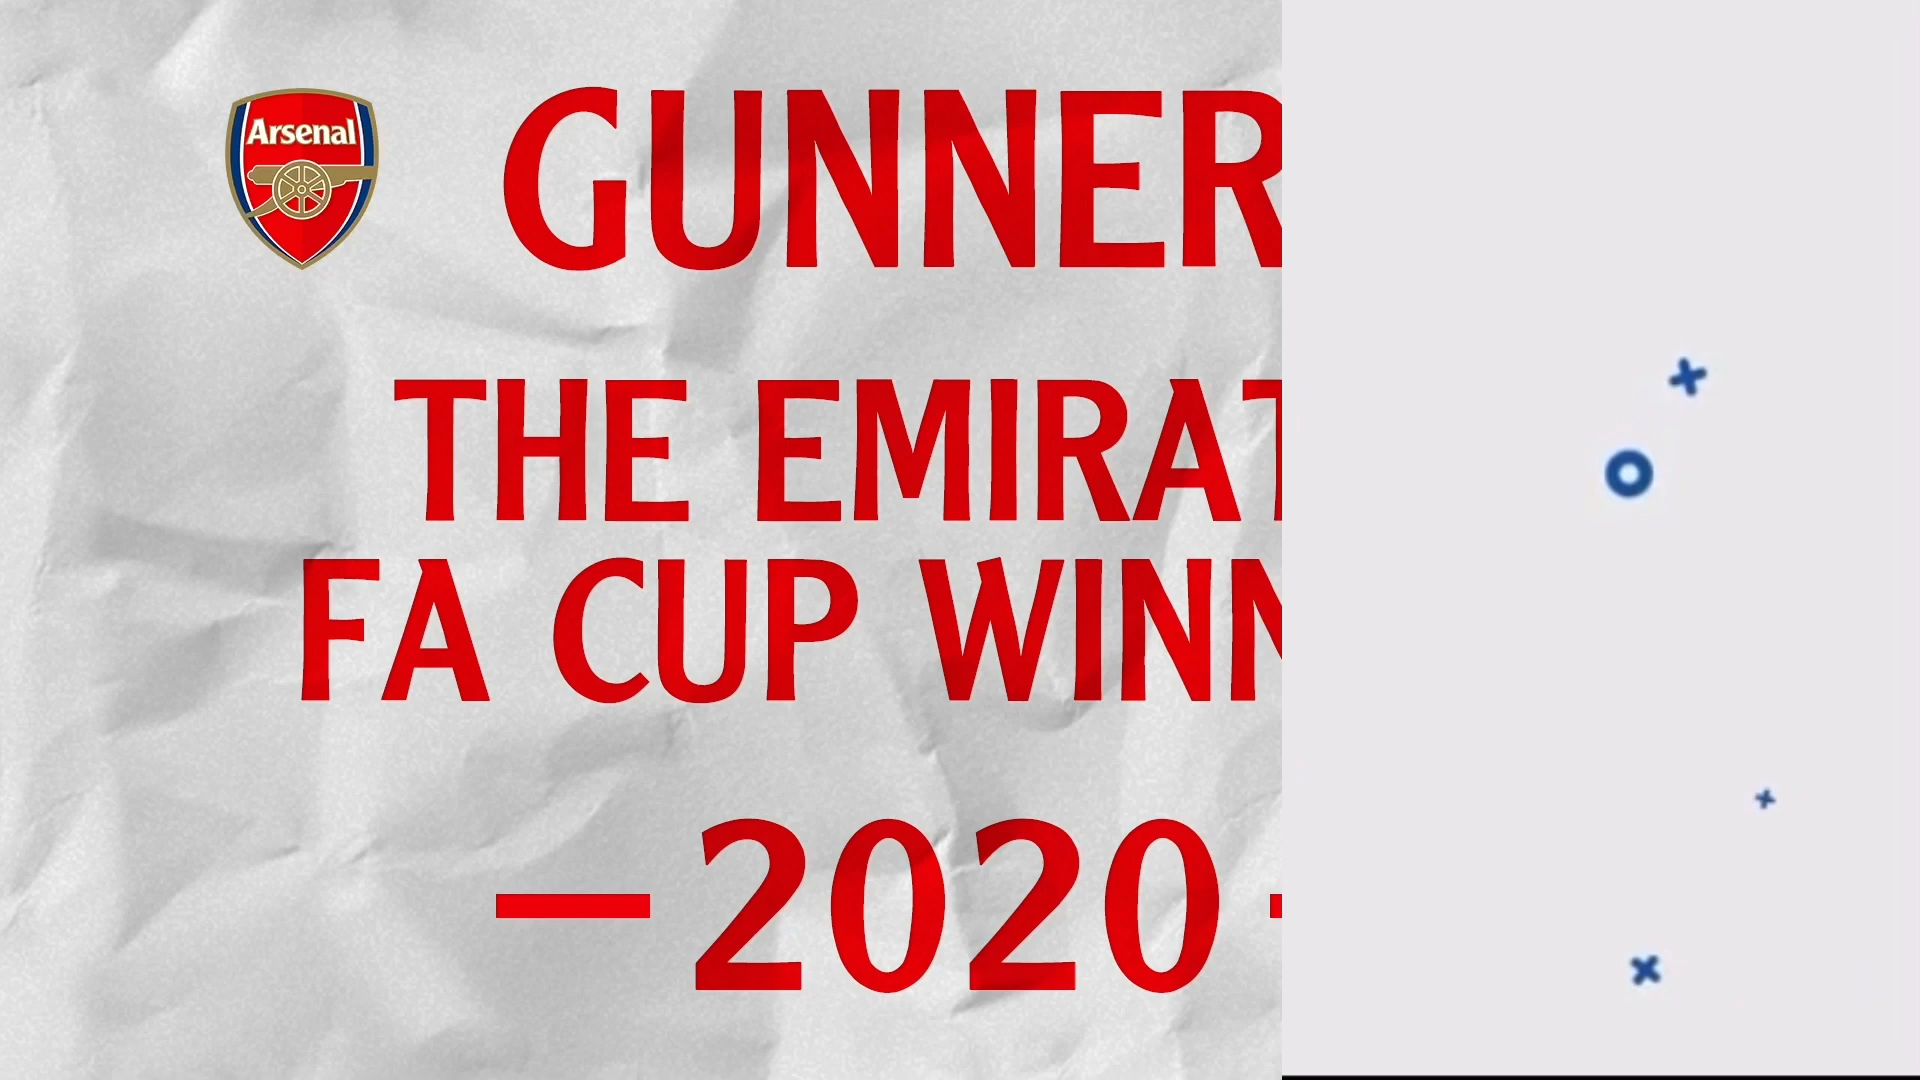 Arsenal
GUNNER
THE EMIRAT
FA CUP WINN
2020